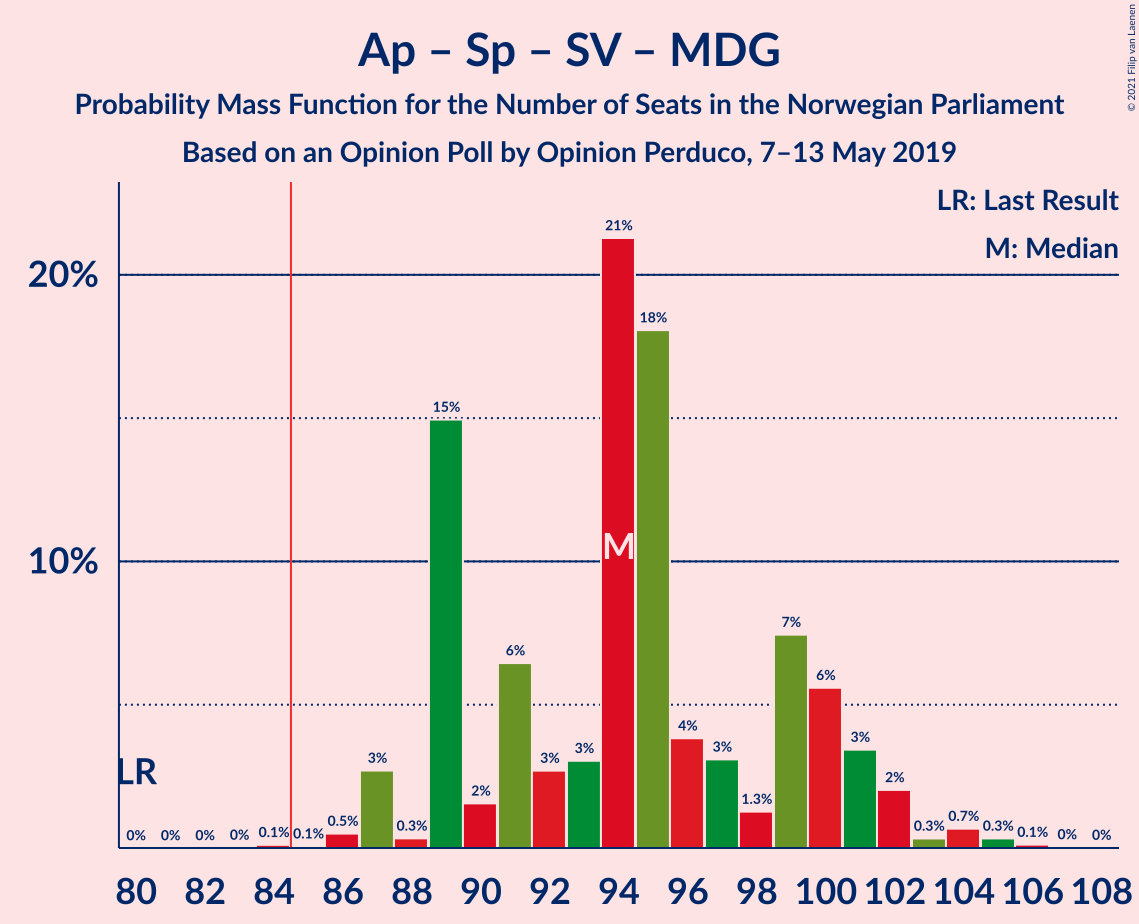 Ap – Sp – SV – MDG
Probability Mass Function for the Number of Seats in the Norwegian Parliament
Based on an Opinion Poll by Opinion Perduco, 7–13 May 2019
© 2021 Filip van Laenen
LR: Last Result
M: Median
20%
10%
LR
M
0% 0% 0% 0% 0.1% 0.1% 0.5% 3% 0.3% 15% 2% 6% 3% 3% 21% 18% 4% 3% 1.3% 7% 6% 3% 2% 0.3% 0.7% 0.3% 0.1% 0% 0%
80 82 84 86 88 90 92 94 96 98 100 102 104 106 108